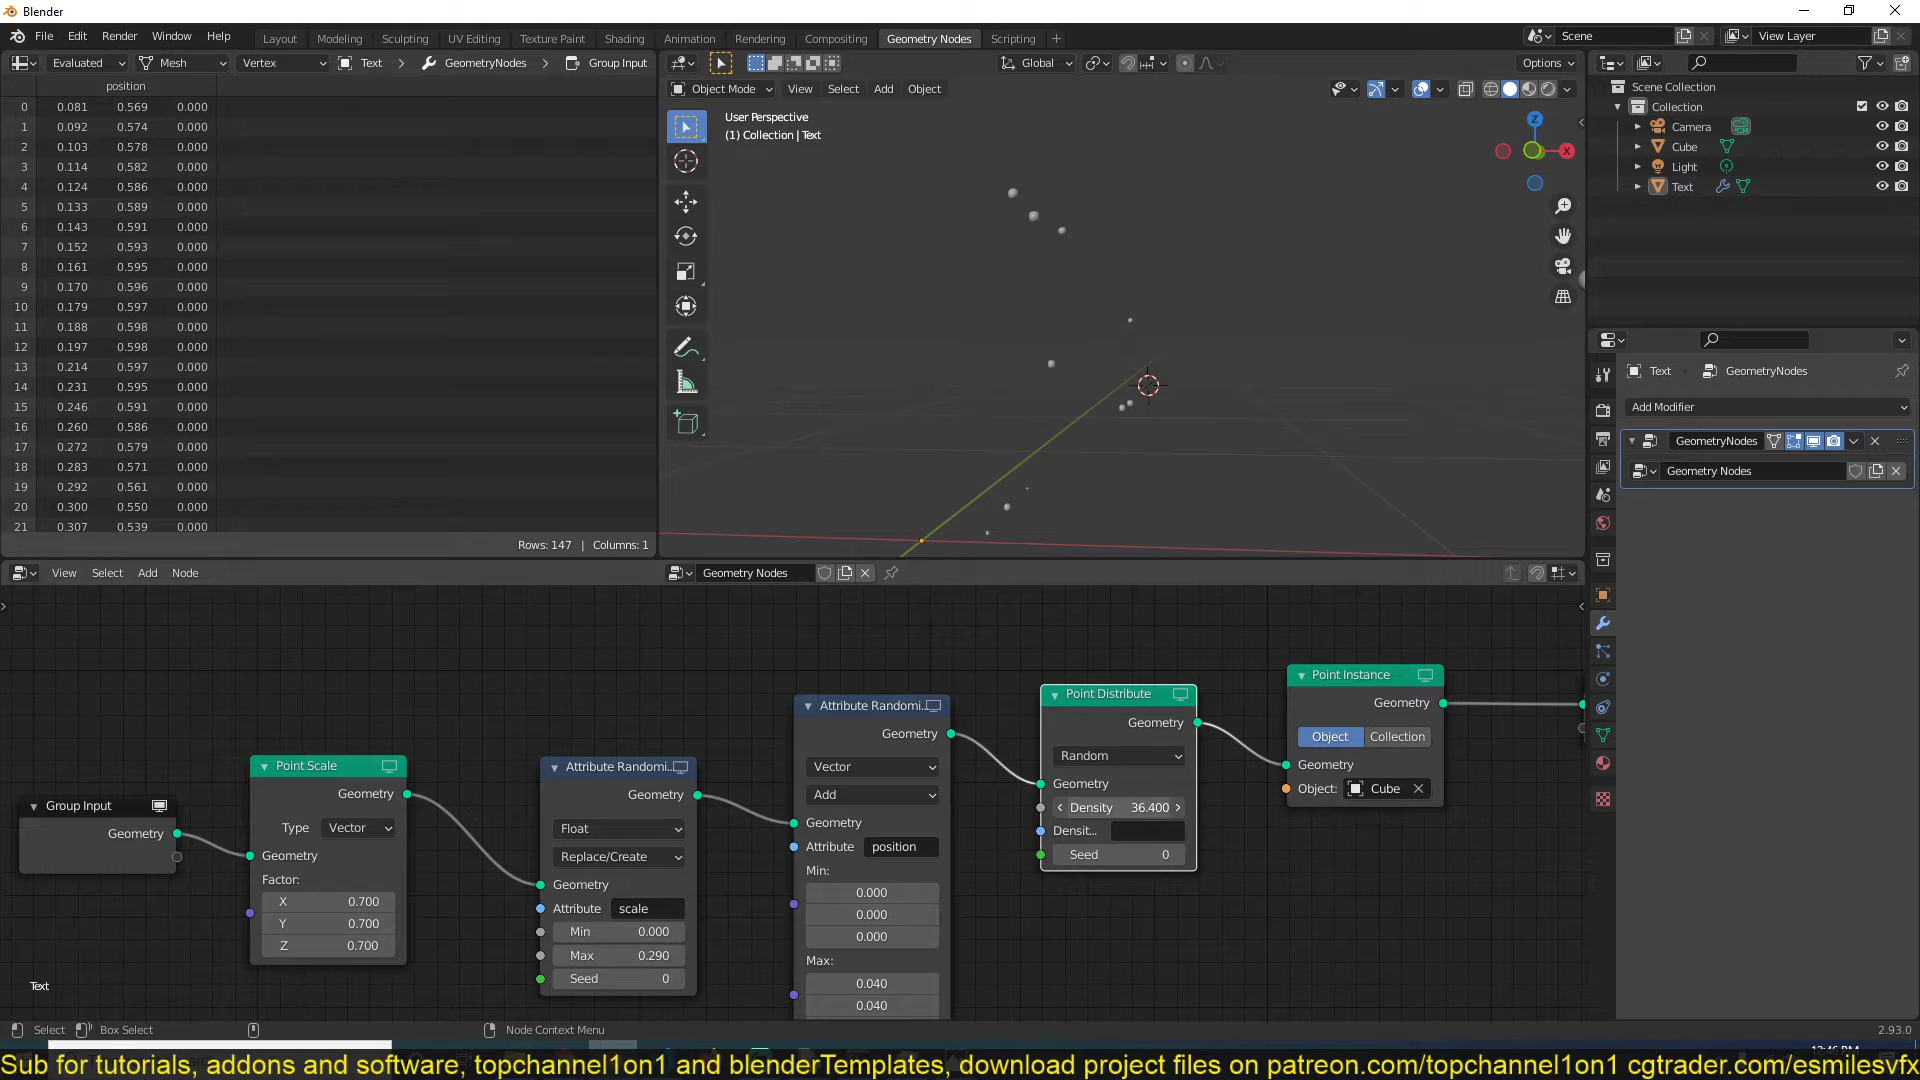 Blender
File Edit Render Window Help
Layout Modeling Sculpting UV Editing Texture Paint Shading Animation Rendering Compositing Geometry Nodes Scripting +
Scene View Layer
Evaluated Mesh Vertex Text GeometryNodes Group Input
Global Options
Object Mode View Select Add Object
position
0 0.081 0.569 0.000
1 0.092 0.574 0.000
2 0.103 0.578 0.000
3 0.114 0.582 0.000
4 0.124 0.586 0.000
5 0.133 0.589 0.000
6 0.143 0.591 0.000
7 0.152 0.593 0.000
8 0.161 0.595 0.000
9 0.170 0.596 0.000
10 0.179 0.597 0.000
11 0.188 0.598 0.000
12 0.197 0.598 0.000
13 0.214 0.597 0.000
14 0.231 0.595 0.000
15 0.246 0.591 0.000
16 0.260 0.586 0.000
17 0.272 0.579 0.000
18 0.283 0.571 0.000
19 0.292 0.561 0.000
20 0.300 0.550 0.000
21 0.307 0.539 0.000
Rows: 147 | Columns: 1
User Perspective
(1) Collection | Text
Z
X
Scene Collection
Collection
Camera
Cube
Light
Text
Text GeometryNodes
Add Modifier
GeometryNodes
Geometry Nodes
View Select Add Node
Geometry Nodes
Group Input
Geometry
Point Scale
Geometry
Type Vector
Geometry
Factor:
X 0.700
Y 0.700
Z 0.700
Attribute Randomi...
Geometry
Float
Replace/Create
Geometry
Attribute scale
Min 0.000
Max 0.290
Seed 0
Attribute Randomi...
Geometry
Vector
Add
Geometry
Attribute position
Min:
0.000
0.000
0.000
Max:
0.040
0.040
Point Distribute
Geometry
Random
Geometry
Density 36.400
Densit...
Seed 0
Point Instance
Geometry
Object Collection
Geometry
Object: Cube
Text
Select Box Select Node Context Menu 2.93.0
12:46 PM
Sub for tutorials, addons and software; topchannel1on1 and blenderTemplates, download project files on patreon.com/topchannel1on1 cgtrader.com/esmilesvfx